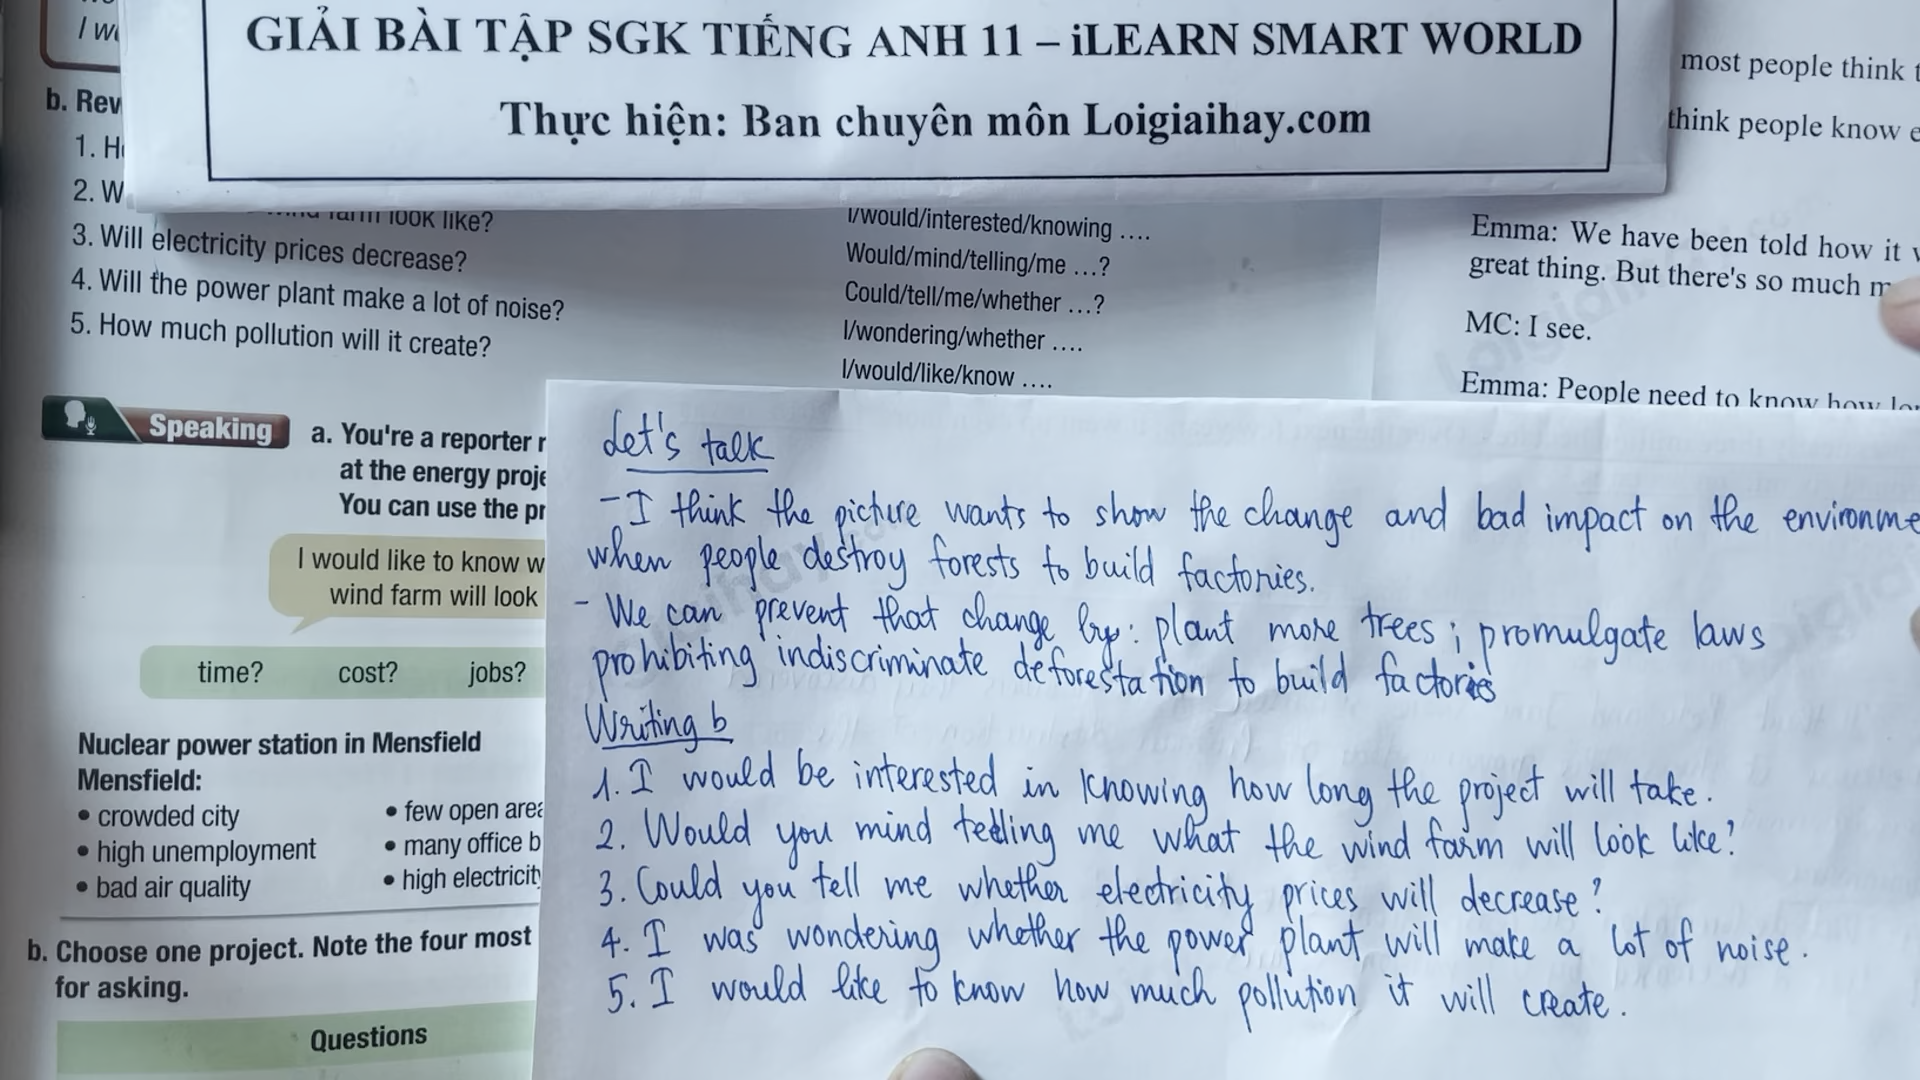 I w
GIẢI BÀI TẬP SGK TIẾNG ANH 11 – iLEARN SMART WORLD
Thực hiện: Ban chuyên môn Loigiaihay.com
most people think
think people know
b. Rev
1. H
2. W
farm look like?
3. Will electricity prices decrease?
4. Will the power plant make a lot of noise?
5. How much pollution will it create?
I/would/interested/knowing ....
Would/mind/telling/me ...?
Could/tell/me/whether ...?
I/wondering/whether ....
I/would/like/know ....
Emma: We have been told how it
great thing. But there's so much
MC: I see.
Emma: People need to know how
Speaking
a. You're a reporter
at the energy
You can use the
I would like to know
wind farm will look
time? cost? jobs?
Nuclear power station in Mensfield
Mensfield:
• crowded city
• high unemployment
• bad air quality
• few open
• many office
• high electricity
b. Choose one project. Note the four most
for asking.
Questions
Let's talk
- I think the picture wants to show the change and bad impact on the environme
when people destroy forests to build factories.
- We can prevent that change by: plant more trees; promulgate laws
prohibiting indiscriminate deforestation to build factories
Writing b
1. I would be interested in knowing how long the project will take.
2. Would you mind telling me what the wind farm will look like?
3. Could you tell me whether electricity prices will decrease?
4. I was wondering whether the power plant will make a lot of noise.
5. I would like to know how much pollution it will create.